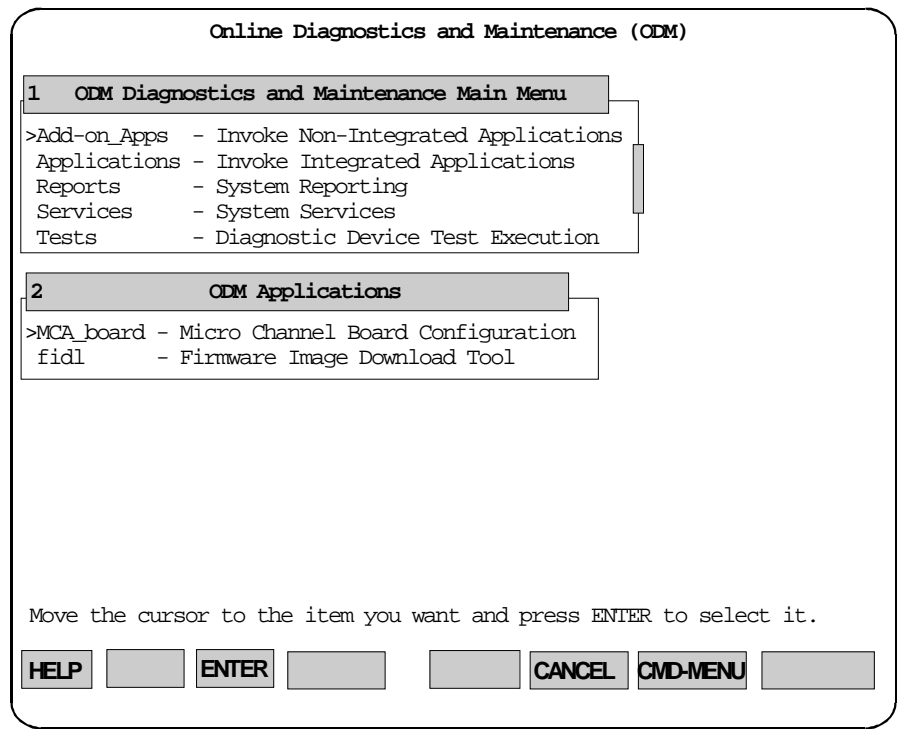 Online Diagnostics and Maintenance (ODM)
1 ODM Diagnostics and Maintenance Main Menu
>Add-on_Apps - Invoke Non-Integrated Applications
Applications - Invoke Integrated Applications
Reports - System Reporting
Services - System Services
Tests - Diagnostic Device Test Execution
2 ODM Applications
>MCA_board - Micro Channel Board Configuration
fidl - Firmware Image Download Tool
Move the cursor to the item you want and press ENTER to select it.
HELP ENTER CANCEL CMD-MENU